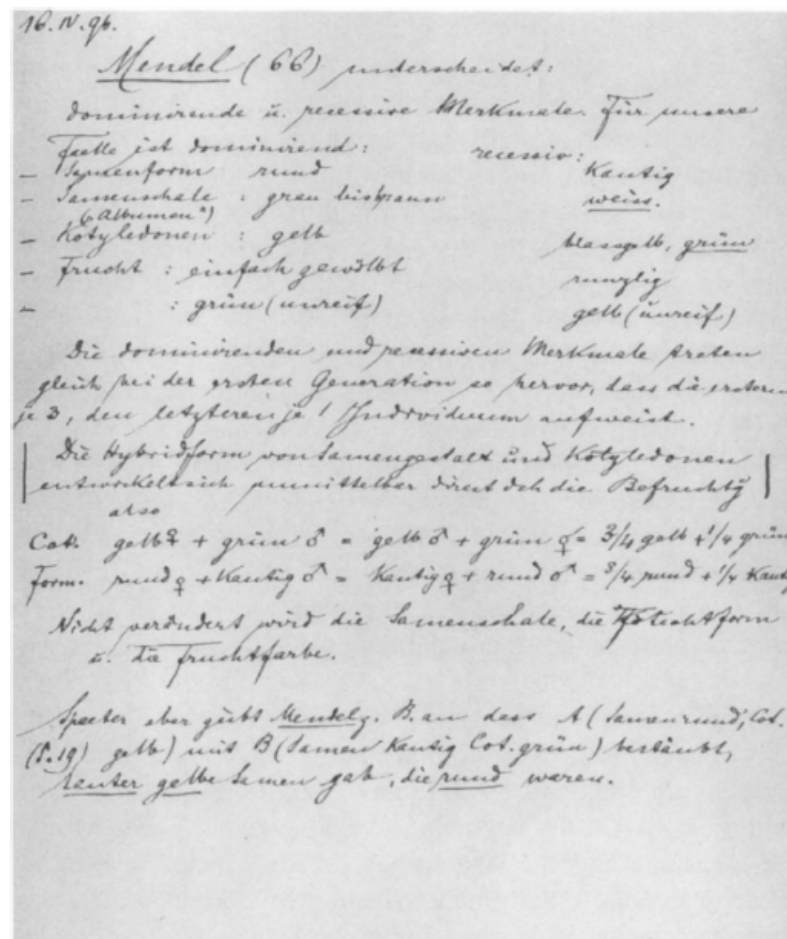 16.IV.96.
Mendel (66) unterscheidet:
dominirende u. recessive Merkmale. Für unsere
Faelle ist dominirend: recessiv:
– Samenform rund Kantig
– Samenschale : grau bis braun weiss.
("Albumen")
– Kotyledonen : gelb blassgelb, grün
– Frucht : einfach gewölbt runzlig
– : grün (unreif) gelb (unreif)
Die dominirenden und recessiven Merkmale treten
gleich bei der ersten Generation so hervor, dass die ersteren
je 3, den letzteren je 1 Individuum aufweist.
Die Hybridform von Samengestalt und Kotyledonen
entwickelt sich unmittelbar direct dch die Befruchtg
also
Cot. gelb ♀ + grün ♂ = gelb ♂ + grün ♀ = 3/4 gelb + 1/4 grün
Form. rund ♀ + Kantig ♂ = Kantig ♀ + rund ♂ = 3/4 rund + 1/4 Kantig
Nicht verändert wird die Samenschale, die Fruchtform
u. die Fruchtfarbe.
Spaeter aber giebt Mendel z. B. an dass A (Samen rund, Cot.
(S. 19) gelb) mit B (Samen Kantig Cot. grün) bestäubt,
lauter gelbe Samen gab, die rund waren.